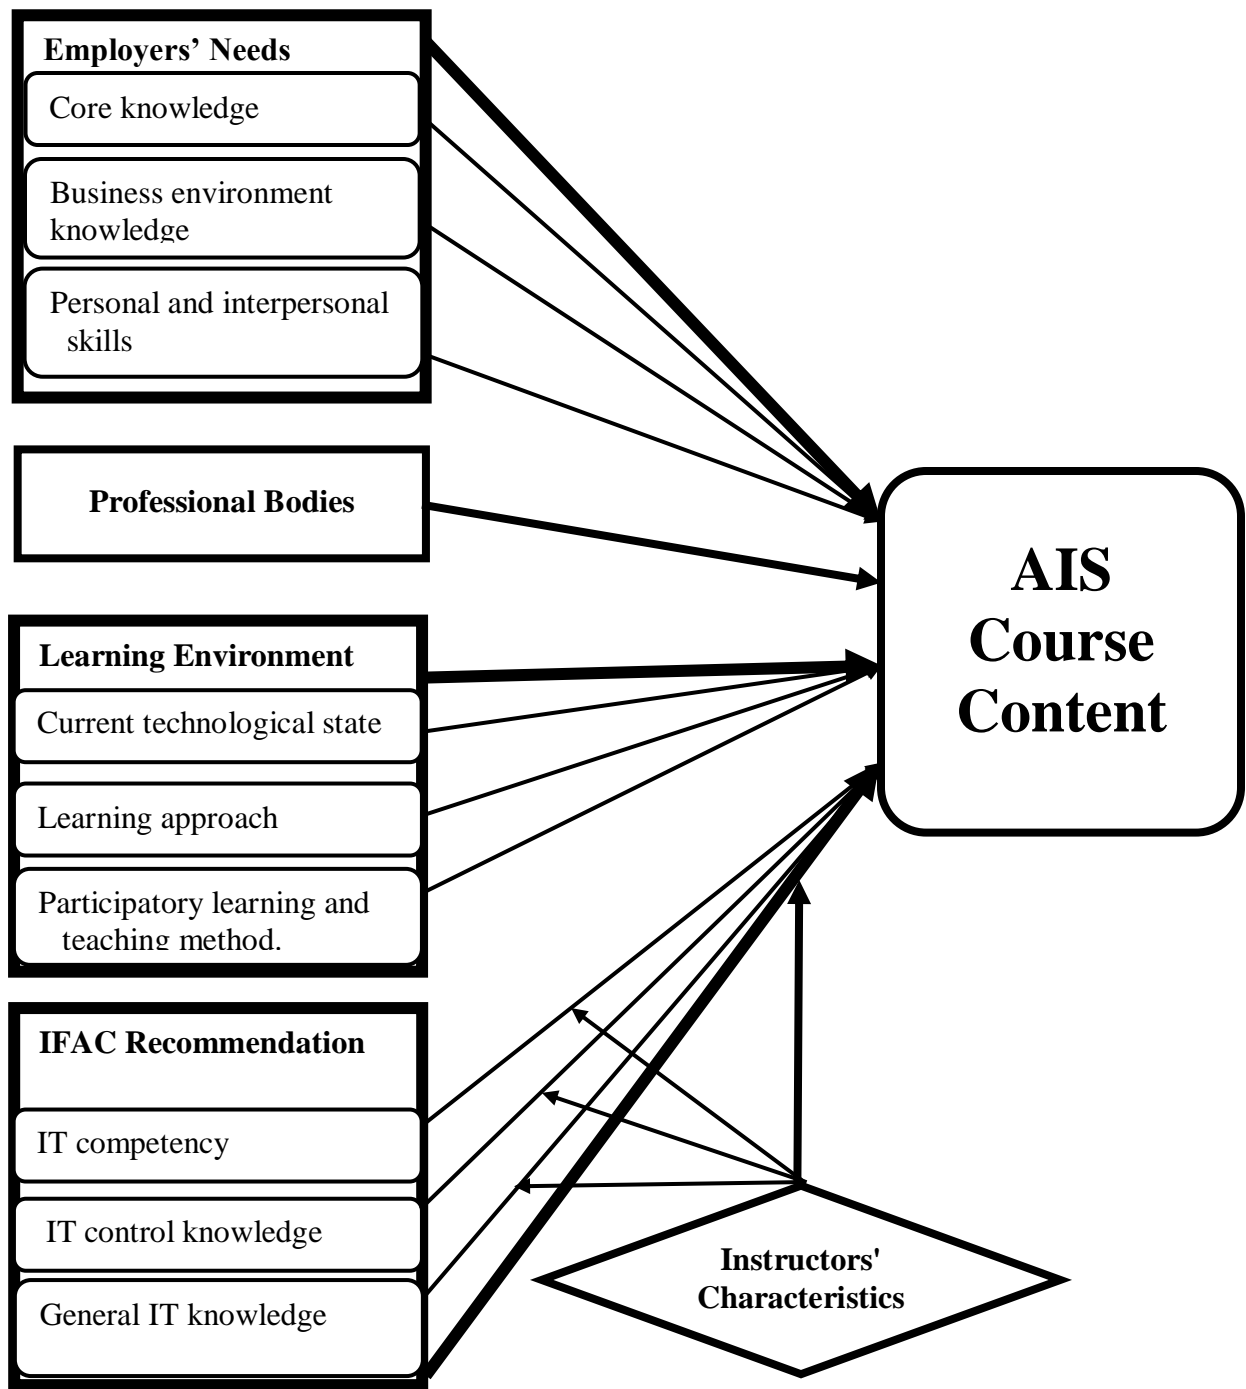 Employers’ Needs
Core knowledge
Business environment
knowledge
Personal and interpersonal
skills
Professional Bodies
Learning Environment
Current technological state
Learning approach
Participatory learning and
teaching method.
IFAC Recommendation
IT competency
IT control knowledge
General IT knowledge
AIS
Course
Content
Instructors'
Characteristics